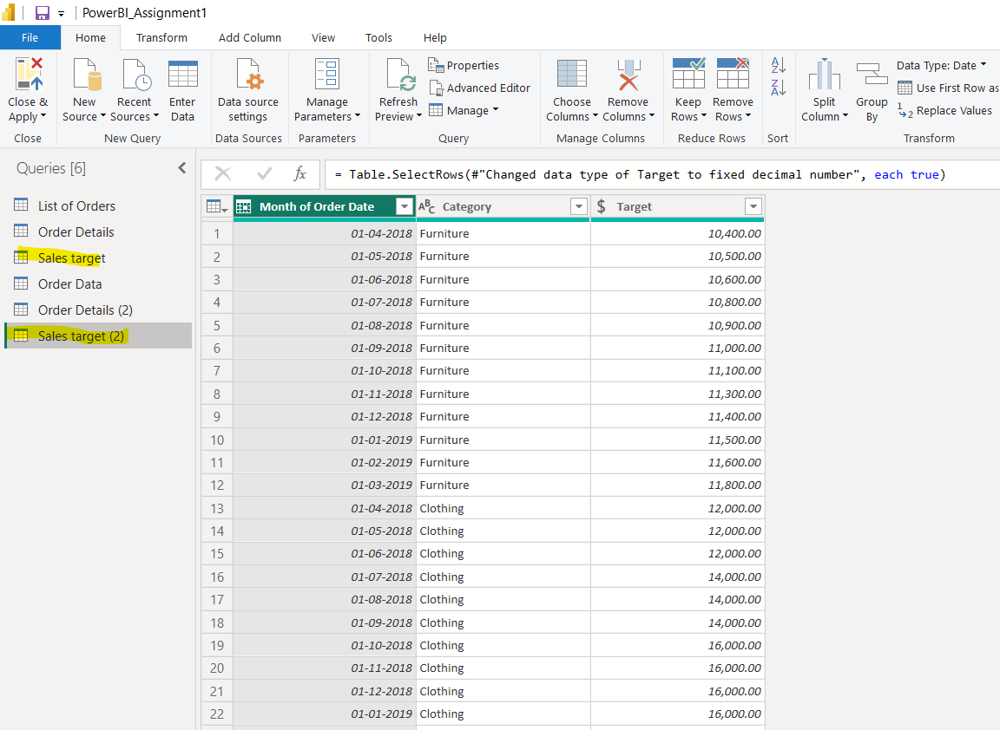 PowerBI_Assignment1
File Home Transform Add Column View Tools Help
Close & Apply
Close
New Source
Recent Sources
Enter Data
New Query
Data source settings
Data Sources
Manage Parameters
Parameters
Refresh Preview
Properties
Advanced Editor
Manage
Query
Choose Columns
Remove Columns
Manage Columns
Keep Rows
Remove Rows
Reduce Rows
A Z
Z A
Sort
Split Column
Group By
Data Type: Date
Use First Row as
1 2 Replace Values
Transform
Queries [6]
List of Orders
Order Details
Sales target
Order Data
Order Details (2)
Sales target (2)
fx = Table.SelectRows(#"Changed data type of Target to fixed decimal number", each true)
Month of Order Date ABC Category $ Target
1 01-04-2018 Furniture 10,400.00
2 01-05-2018 Furniture 10,500.00
3 01-06-2018 Furniture 10,600.00
4 01-07-2018 Furniture 10,800.00
5 01-08-2018 Furniture 10,900.00
6 01-09-2018 Furniture 11,000.00
7 01-10-2018 Furniture 11,100.00
8 01-11-2018 Furniture 11,300.00
9 01-12-2018 Furniture 11,400.00
10 01-01-2019 Furniture 11,500.00
11 01-02-2019 Furniture 11,600.00
12 01-03-2019 Furniture 11,800.00
13 01-04-2018 Clothing 12,000.00
14 01-05-2018 Clothing 12,000.00
15 01-06-2018 Clothing 12,000.00
16 01-07-2018 Clothing 14,000.00
17 01-08-2018 Clothing 14,000.00
18 01-09-2018 Clothing 14,000.00
19 01-10-2018 Clothing 16,000.00
20 01-11-2018 Clothing 16,000.00
21 01-12-2018 Clothing 16,000.00
22 01-01-2019 Clothing 16,000.00